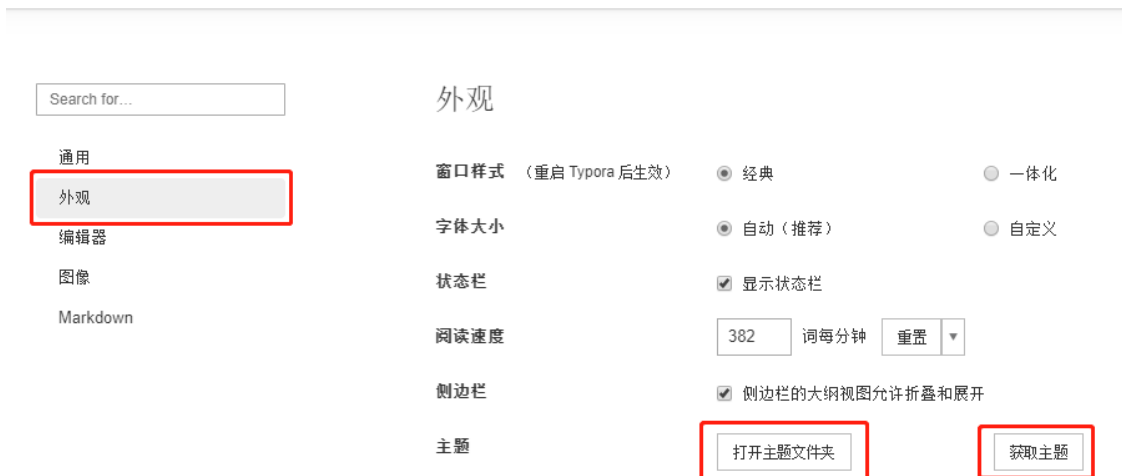 Search for...
通用
外观
编辑器
图像
Markdown
外观
窗口样式 （重启 Typora 后生效） 经典 一体化
字体大小 自动（推荐） 自定义
状态栏 显示状态栏
阅读速度 382 词每分钟 重置
侧边栏 侧边栏的大纲视图允许折叠和展开
主题 打开主题文件夹 获取主题